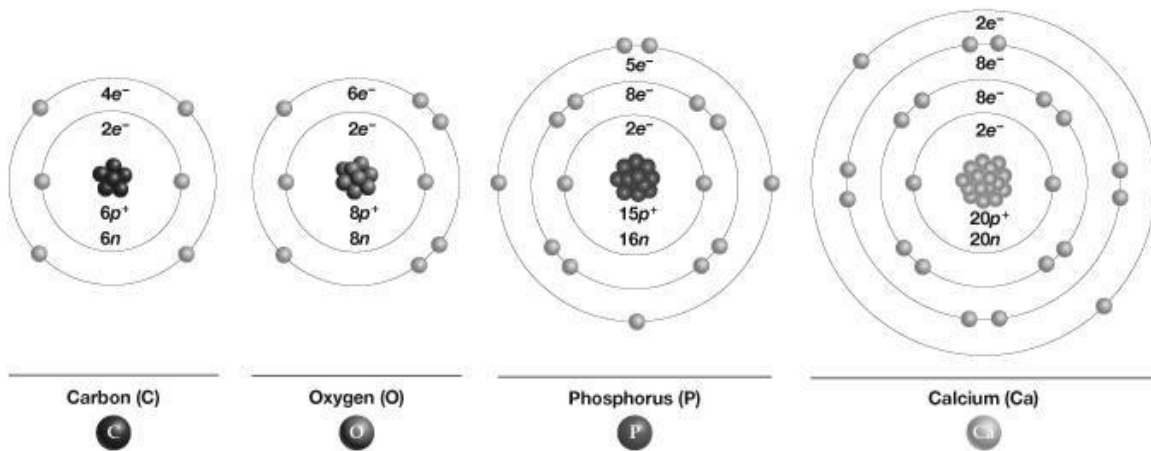 4e⁻
2e⁻
6p⁺
6n
Carbon (C)
C
6e⁻
2e⁻
8p⁺
8n
Oxygen (O)
O
5e⁻
8e⁻
2e⁻
15p⁺
16n
Phosphorus (P)
P
2e⁻
8e⁻
8e⁻
2e⁻
20p⁺
20n
Calcium (Ca)
Ca